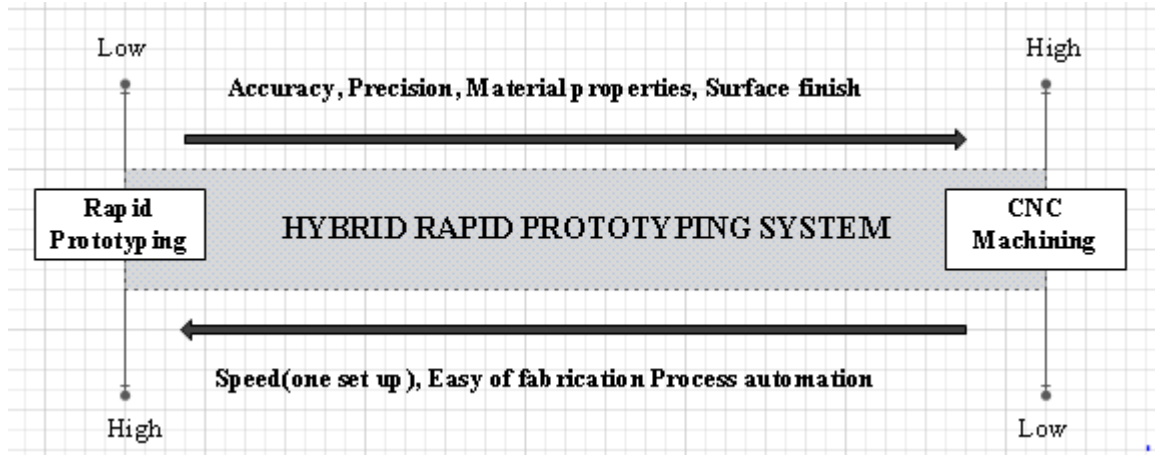 Low
High
Accuracy, Precision, Material properties, Surface finish
Rapid
Prototyping
HYBRID RAPID PROTOTYPING SYSTEM
CNC
Machining
Speed(one set up), Easy of fabrication Process automation
High
Low